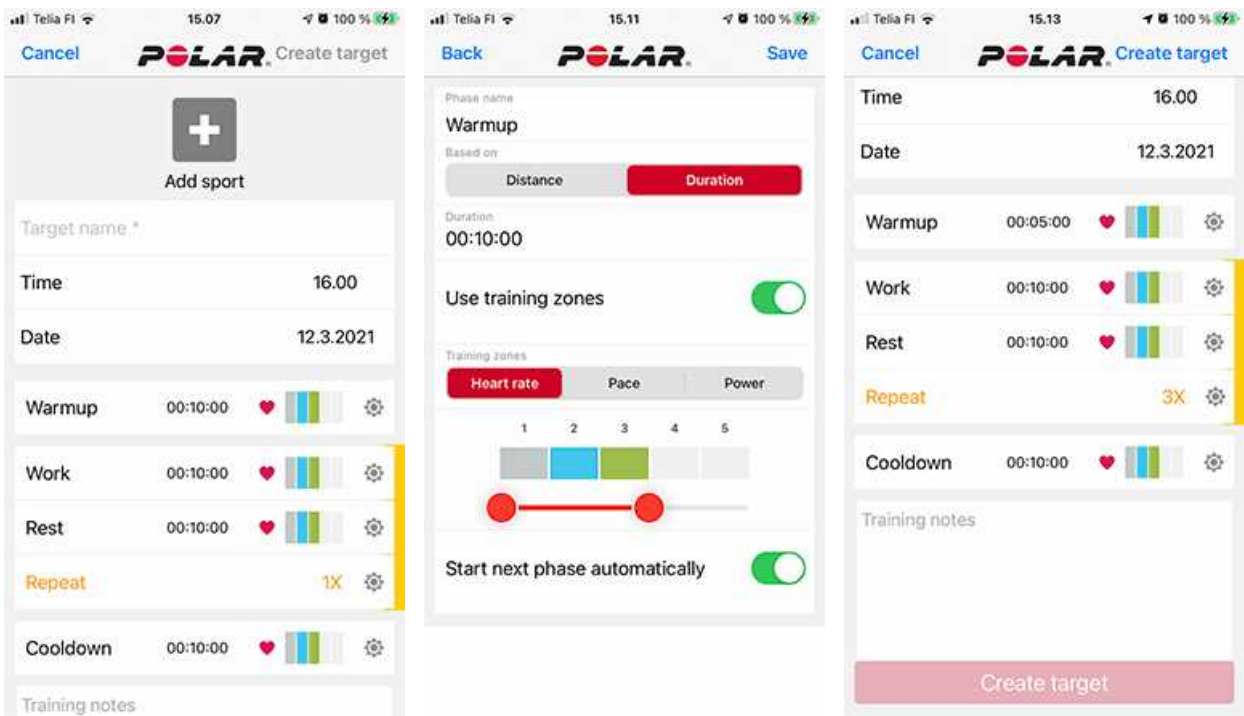 Telia FI 15.07 100 %
Cancel POLAR. Create target
Add sport
Target name *
Time 16.00
Date 12.3.2021
Warmup 00:10:00
Work 00:10:00
Rest 00:10:00
Repeat 1X
Cooldown 00:10:00
Training notes
Telia FI 15.11 100 %
Back POLAR. Save
Phase name
Warmup
Based on
Distance Duration
Duration
00:10:00
Use training zones
Training zones
Heart rate Pace Power
1 2 3 4 5
Start next phase automatically
Telia FI 15.13 100 %
Cancel POLAR. Create target
Time 16.00
Date 12.3.2021
Warmup 00:05:00
Work 00:10:00
Rest 00:10:00
Repeat 3X
Cooldown 00:10:00
Training notes
Create target